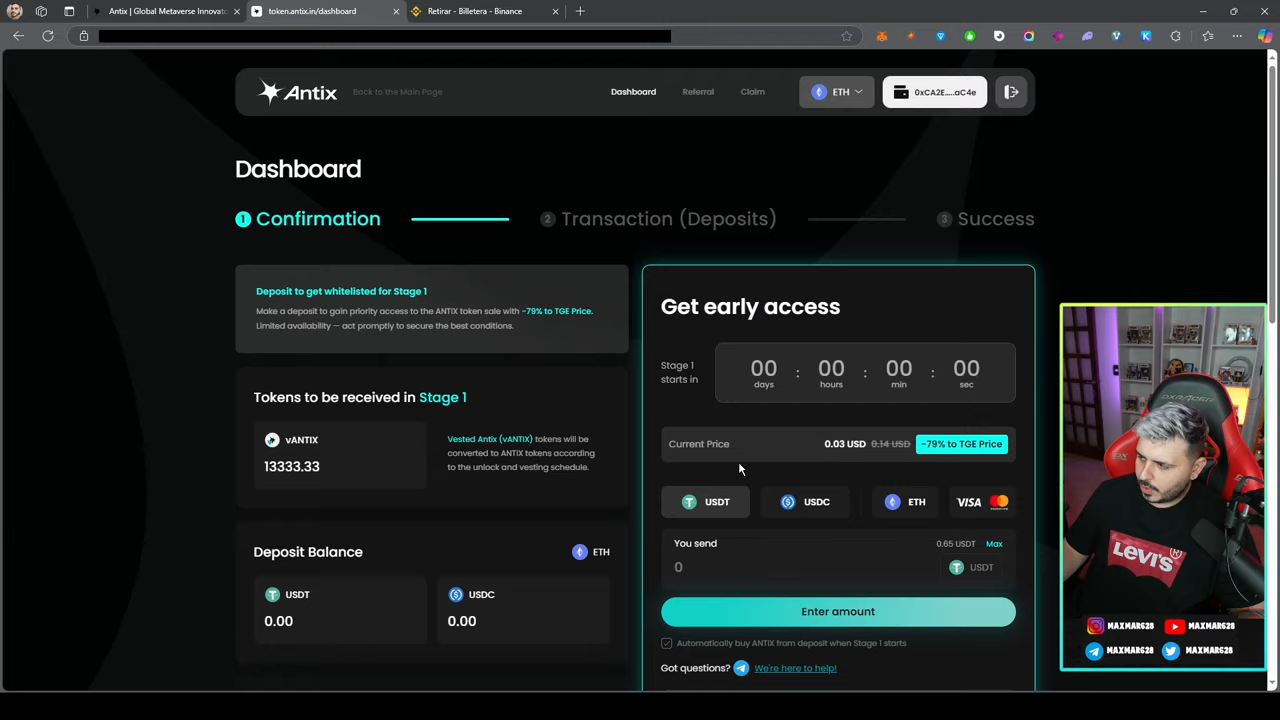 Antix | Global Metaverse Innovato
token.antix.in/dashboard
Retirar - Billetera - Binance
Antix
Back to the Main Page
Dashboard
Referral
Claim
ETH
0xCA2E.....aC4e
Dashboard
1 Confirmation
2 Transaction (Deposits)
3 Success
Deposit to get whitelisted for Stage 1
Make a deposit to gain priority access to the ANTIX token sale with -79% to TGE Price.
Limited availability — act promptly to secure the best conditions.
Tokens to be received in Stage 1
vANTIX
13333.33
Vested Antix (vANTIX) tokens will be
converted to ANTIX tokens according
to the unlock and vesting schedule.
Deposit Balance
ETH
USDT
0.00
USDC
0.00
Get early access
Stage 1
starts in
00 : 00 : 00 : 00
days hours min sec
Current Price
0.03 USD 0.14 USD -79% to TGE Price
USDT
USDC
ETH
VISA
You send
0.65 USDT Max
0
USDT
Enter amount
Automatically buy ANTIX from deposit when Stage 1 starts
Got questions? We're here to help!
DXRACER
LEVI'S
MAXMAR628
MAXMAR628
MAXMAR628
MAXMAR628